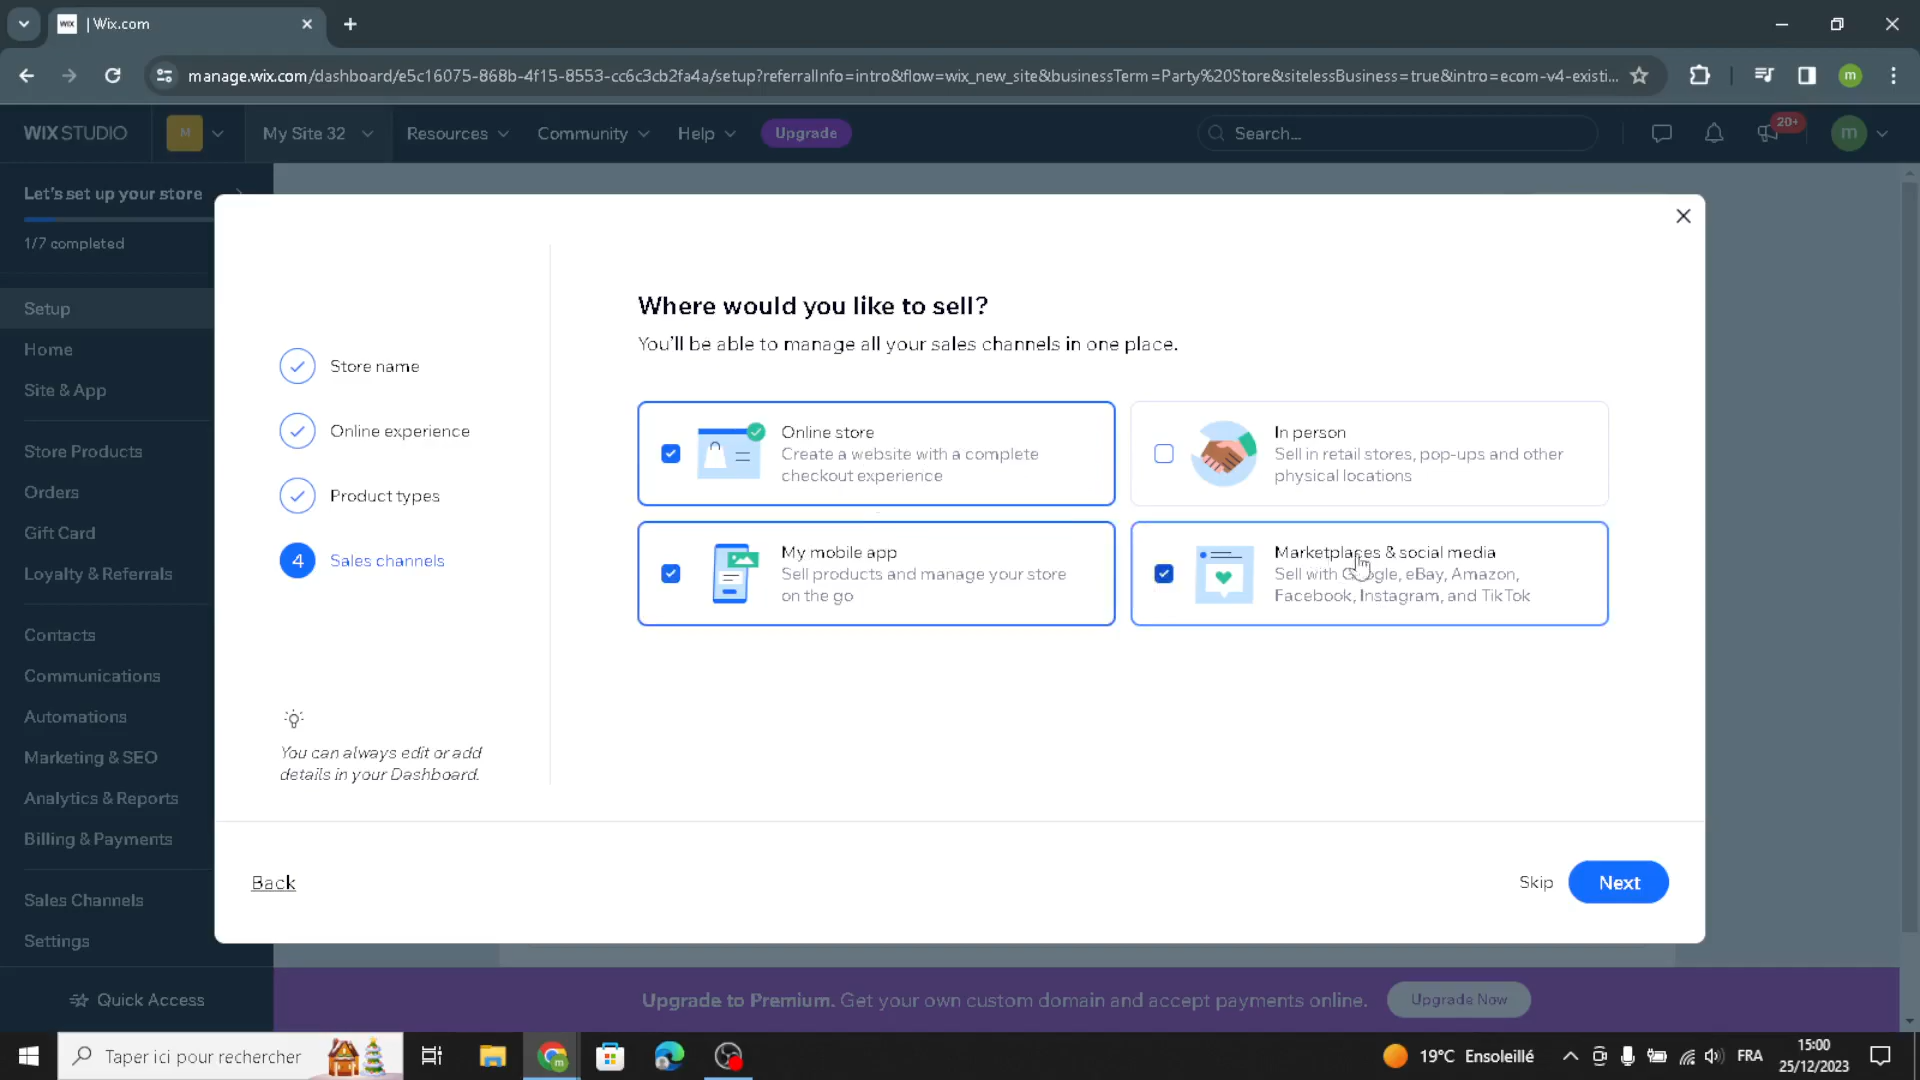 WIX | Wix.com
manage.wix.com/dashboard/e5c16075-868b-4f15-8553-cc6c3cb2fa4a/setup?referralInfo=intro&flow=wix_new_site&businessTerm=Party%20Store&sitelessBusiness=true&intro=ecom-v4-existi...
m
WIX STUDIO
M
My Site 32
Resources
Community
Help
Upgrade
Search...
20+
m
Let's set up your store
1/7 completed
Setup
Home
Site & App
Store Products
Orders
Gift Card
Loyalty & Referrals
Contacts
Communications
Automations
Marketing & SEO
Analytics & Reports
Billing & Payments
Sales Channels
Settings
Quick Access
Store name
Online experience
Product types
4 Sales channels
You can always edit or add
details in your Dashboard.
Where would you like to sell?
You'll be able to manage all your sales channels in one place.
Online store
Create a website with a complete
checkout experience
In person
Sell in retail stores, pop-ups and other
physical locations
My mobile app
Sell products and manage your store
on the go
Marketplaces & social media
Sell with Google, eBay, Amazon,
Facebook, Instagram, and TikTok
Back
Skip
Next
Upgrade to Premium. Get your own custom domain and accept payments online.
Upgrade Now
Taper ici pour rechercher
m
19°C Ensoleillé
FRA
15:00
25/12/2023